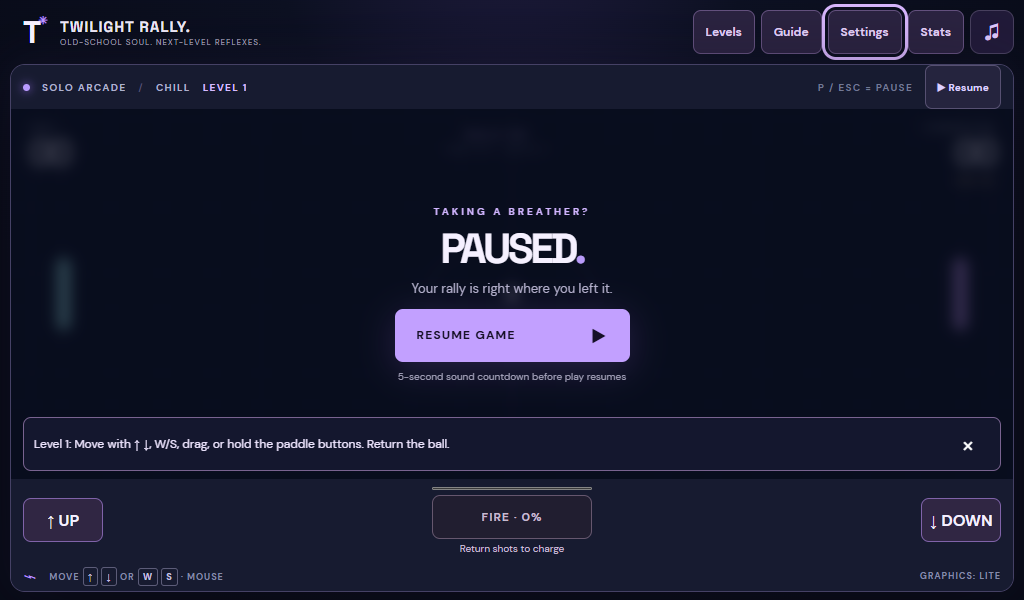 T* TWILIGHT RALLY.
OLD-SCHOOL SOUL. NEXT-LEVEL REFLEXES.
Levels Guide Settings Stats
SOLO ARCADE / CHILL LEVEL 1
P / ESC = PAUSE ▶ Resume
TAKING A BREATHER?
PAUSED.
Your rally is right where you left it.
RESUME GAME ▶
5-second sound countdown before play resumes
Level 1: Move with ↑ ↓, W/S, drag, or hold the paddle buttons. Return the ball. ×
↑ UP
FIRE · 0%
↓ DOWN
Return shots to charge
MOVE ↑ ↓ OR W S · MOUSE
GRAPHICS: LITE